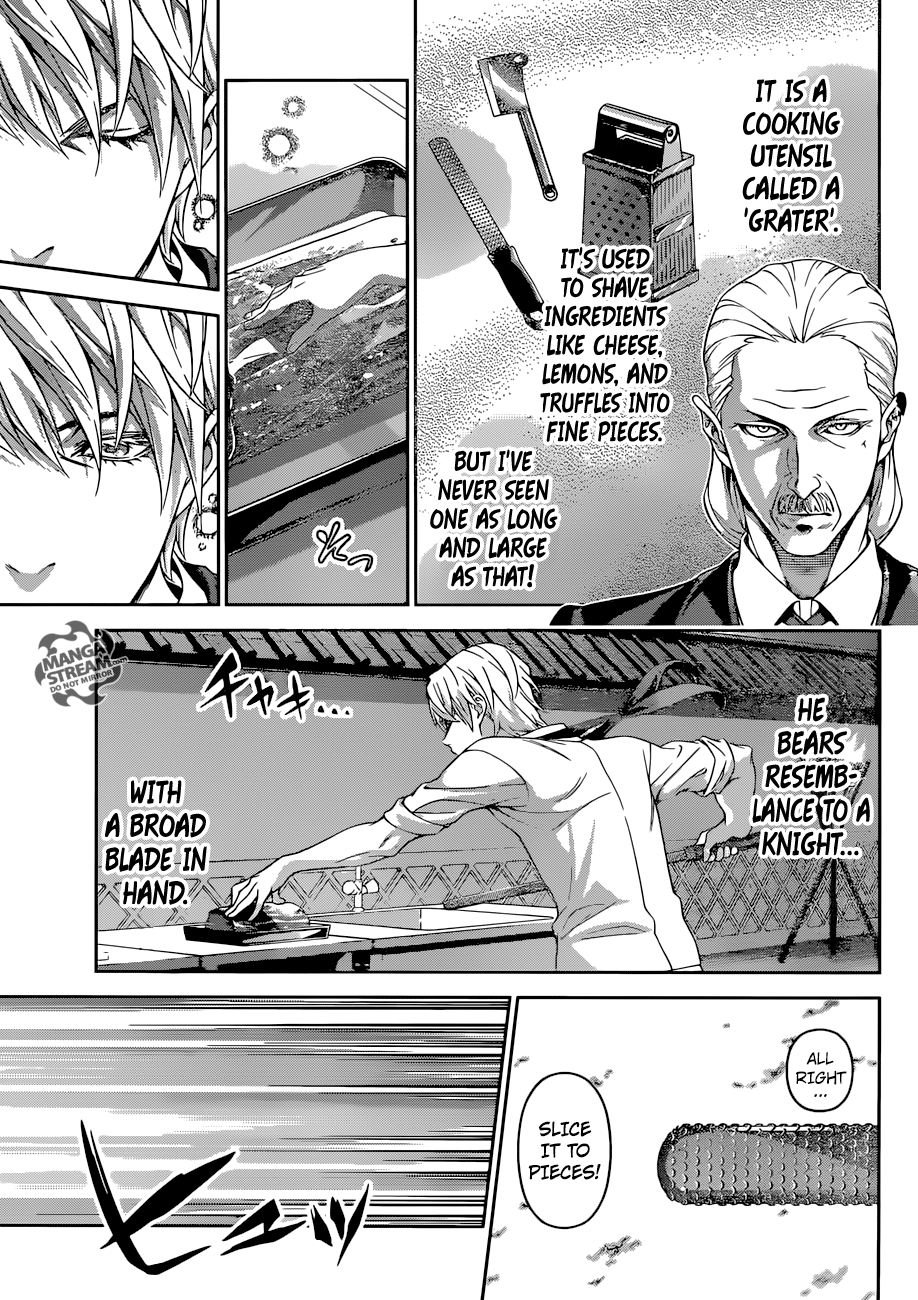 IT IS A
COOKING
UTENSIL
CALLED A
'GRATER'.
IT'S USED
TO SHAVE
INGREDIENTS
LIKE CHEESE,
LEMONS, AND
TRUFFLES INTO
FINE PIECES.
BUT I'VE
NEVER SEEN
ONE AS LONG
AND LARGE
AS THAT!
MANGA
STREAM.com
DO NOT MIRROR!
チャキ...
HE
BEARS
RESEMB-
LANCE TO A
KNIGHT...
WITH
A BROAD
BLADE IN
HAND.
ALL
RIGHT
...
SLICE
IT TO
PIECES!
ヒュッ